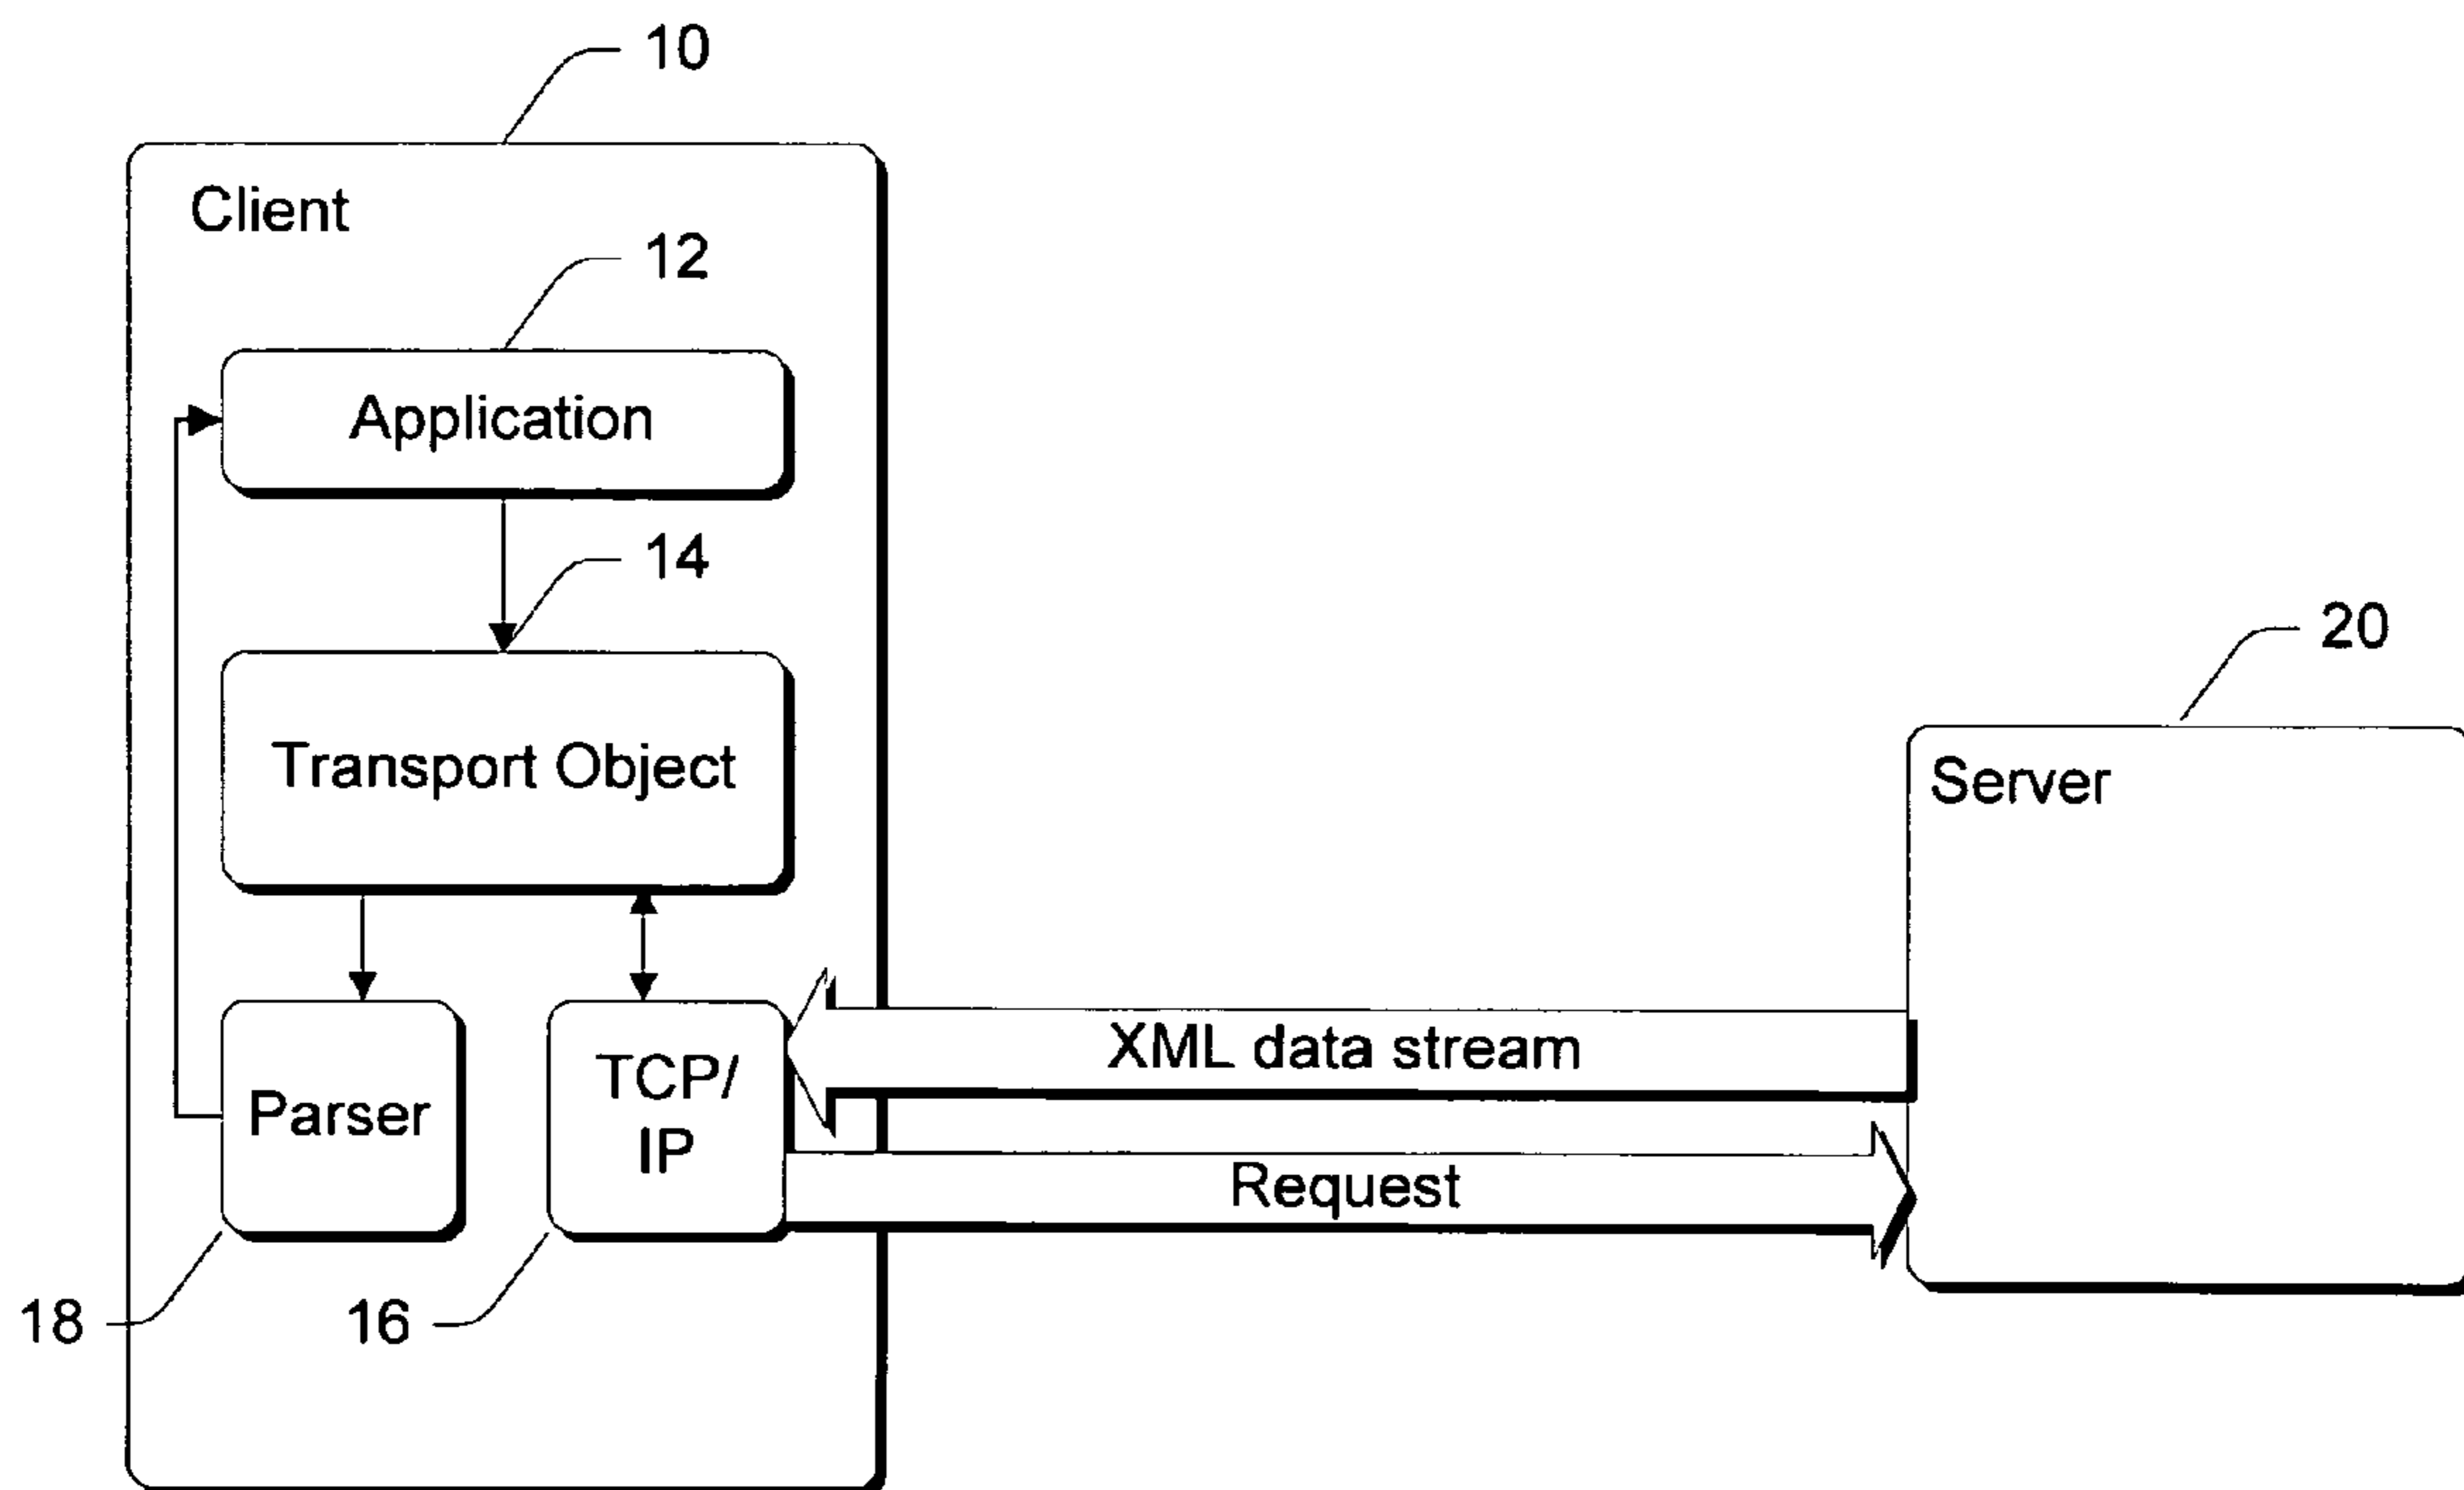 10
Client
12
Application
14
Transport Object
20
Server
XML data stream
TCP/
IP
Parser
Request
18
16